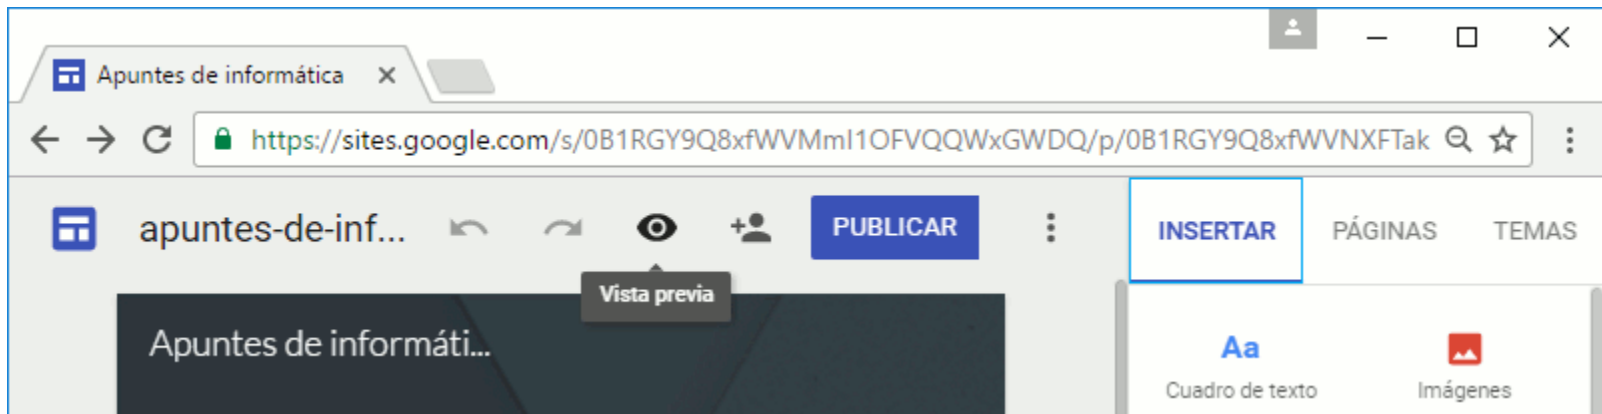 Apuntes de informática
https://sites.google.com/s/0B1RGY9Q8xfWVMmI1OFVQQWxGWDQ/p/0B1RGY9Q8xfWVNXFTak
apuntes-de-inf... PUBLICAR INSERTAR PÁGINAS TEMAS
Vista previa
Apuntes de informáti...
Aa
Cuadro de texto Imágenes